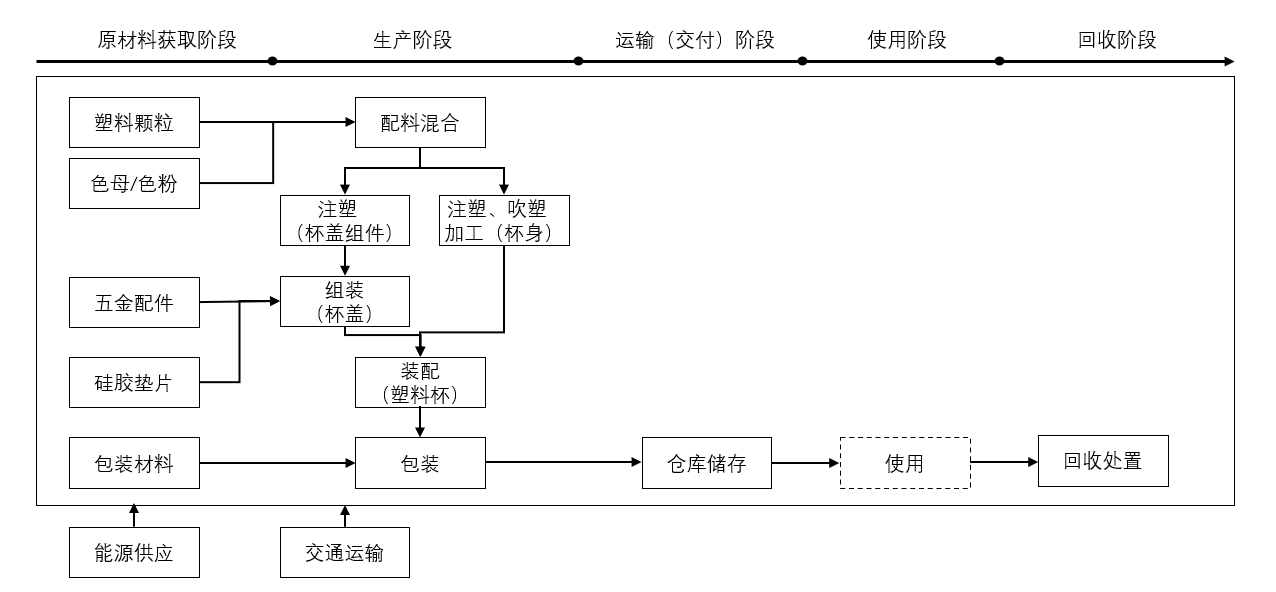 原材料获取阶段
生产阶段
运输（交付）阶段
使用阶段
回收阶段
塑料颗粒
配料混合
色母/色粉
注塑
（杯盖组件）
注塑、吹塑
加工（杯身）
五金配件
组装
（杯盖）
硅胶垫片
装配
（塑料杯）
包装材料
包装
仓库储存
使用
回收处置
能源供应
交通运输